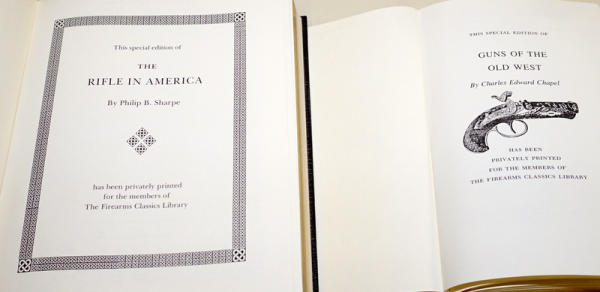 This special edition of
THE
RIFLE IN AMERICA
By Philip B. Sharpe
has been privately printed
for the members of
The Firearms Classics Library
THIS SPECIAL EDITION OF
GUNS OF THE
OLD WEST
By Charles Edward Chapel
HAS BEEN
PRIVATELY PRINTED
FOR THE MEMBERS OF
THE FIREARMS CLASSICS LIBRARY